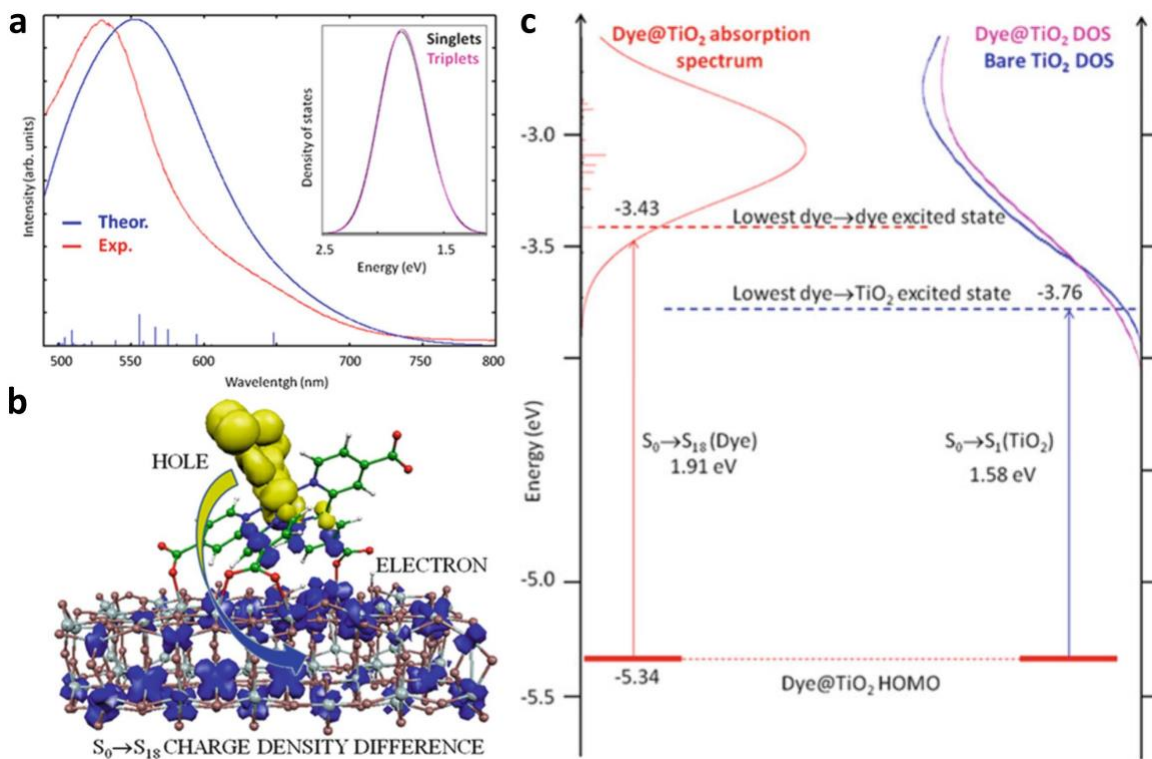 a
Intensity (arb. units)
Theor.
Exp.
500
550
600
700
750
800
Wavelentgh (nm)
Singlets
Triplets
Density of states
2.5
1.5
Energy (eV)
b
HOLE
ELECTRON
S₀→S₁₈ CHARGE DENSITY DIFFERENCE
c
Dye@TiO₂ absorption
spectrum
Dye@TiO₂ DOS
Bare TiO₂ DOS
-3.0
-3.5
-5.0
-5.5
Energy (eV)
-3.43
Lowest dye→dye excited state
Lowest dye→TiO₂ excited state
-3.76
S₀→S₁₈(Dye)
1.91 eV
S₀→S₁(TiO₂)
1.58 eV
-5.34
Dye@TiO₂ HOMO